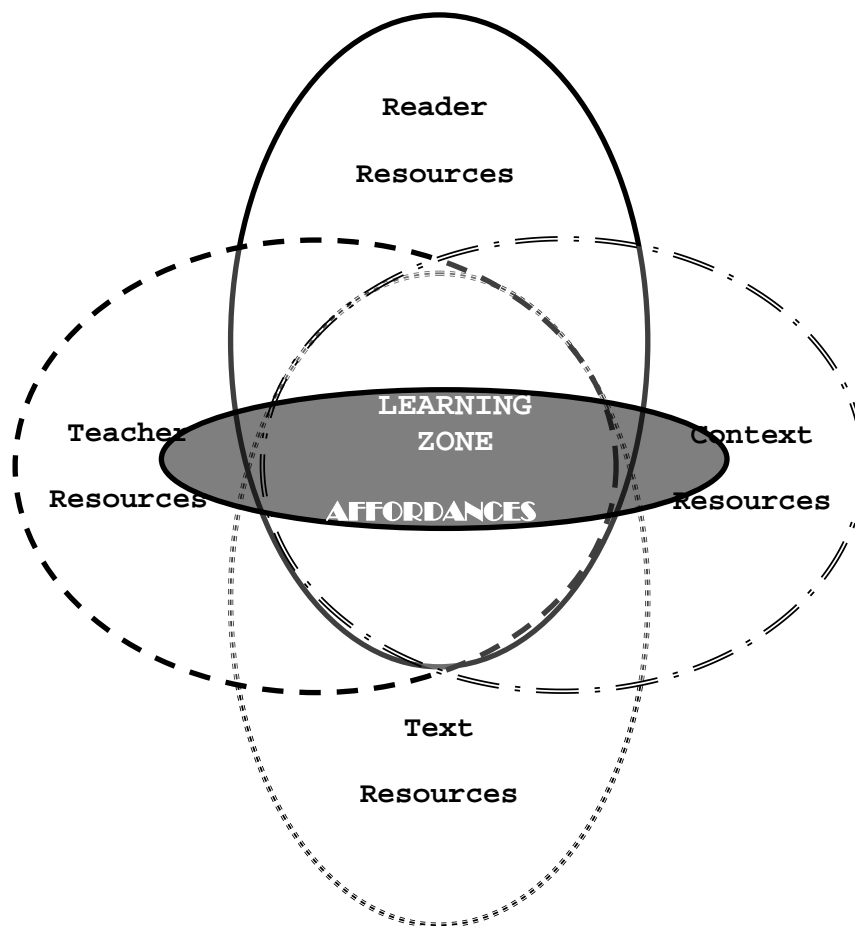 Reader
Resources
LEARNING
ZONE
Teacher
Context
Resources
Resources
AFFORDANCES
Text
Resources